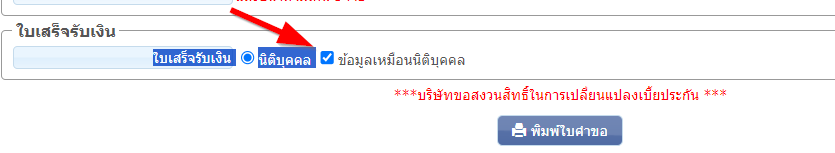 ใบเสร็จรับเงิน
ใบเสร็จรับเงิน นิติบุคคล ข้อมูลเหมือนนิติบุคคล
***บริษัทขอสงวนสิทธิ์ในการเปลี่ยนแปลงเบี้ยประกัน ***
พิมพ์ใบคำขอ